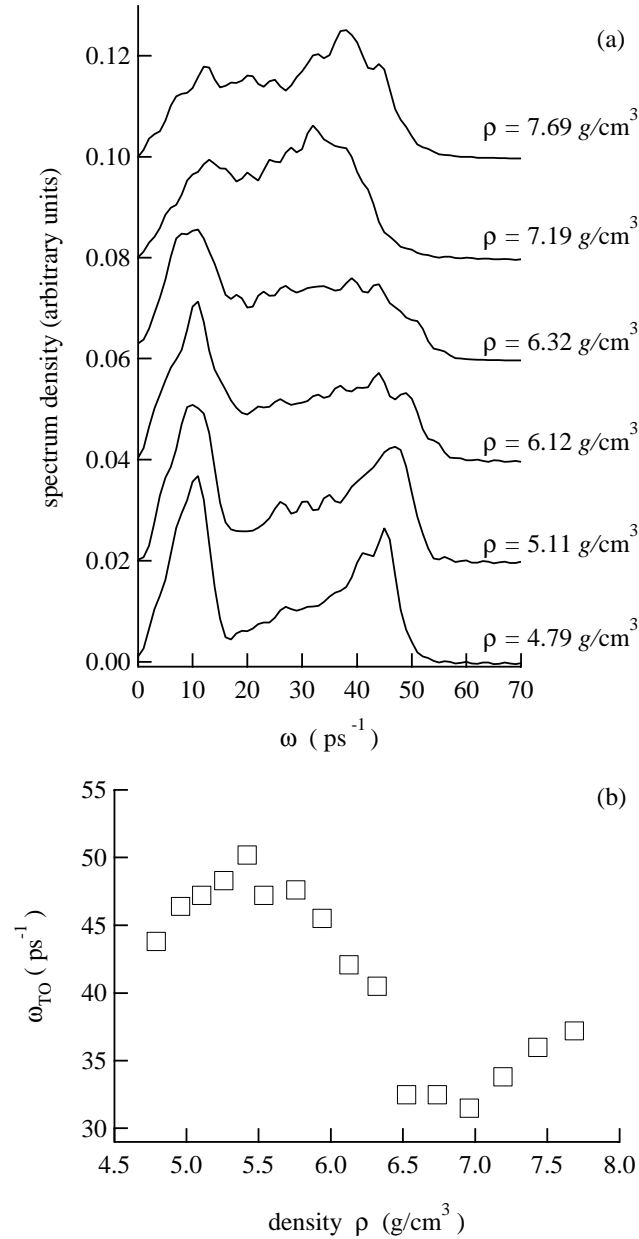 (a)
0.12
ρ = 7.69 g/cm³
0.10
ρ = 7.19 g/cm³
0.08
ρ = 6.32 g/cm³
0.06
ρ = 6.12 g/cm³
0.04
ρ = 5.11 g/cm³
0.02
ρ = 4.79 g/cm³
0.00
spectrum density (arbitrary units)
0 10 20 30 40 50 60 70
ω ( ps⁻¹ )
(b)
55
50
45
40
35
30
ω_TO ( ps⁻¹ )
4.5 5.0 5.5 6.0 6.5 7.0 7.5 8.0
density ρ (g/cm³ )